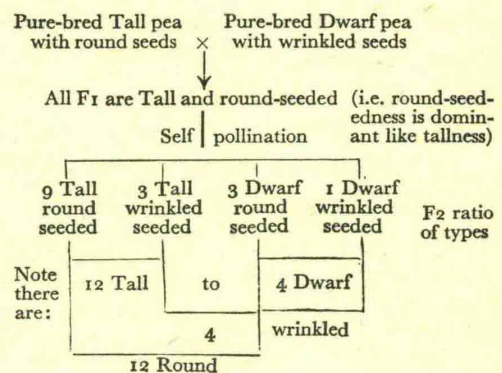 Pure-bred Tall pea Pure-bred Dwarf pea
with round seeds × with wrinkled seeds
All F1 are Tall and round-seeded (i.e. round-seed-
edness is domin-
ant like tallness)
Self pollination
9 Tall 3 Tall 3 Dwarf 1 Dwarf
round wrinkled round wrinkled
seeded seeded seeded seeded
F2 ratio
of types
Note
there
are:
12 Tall to 4 Dwarf
4 wrinkled
12 Round